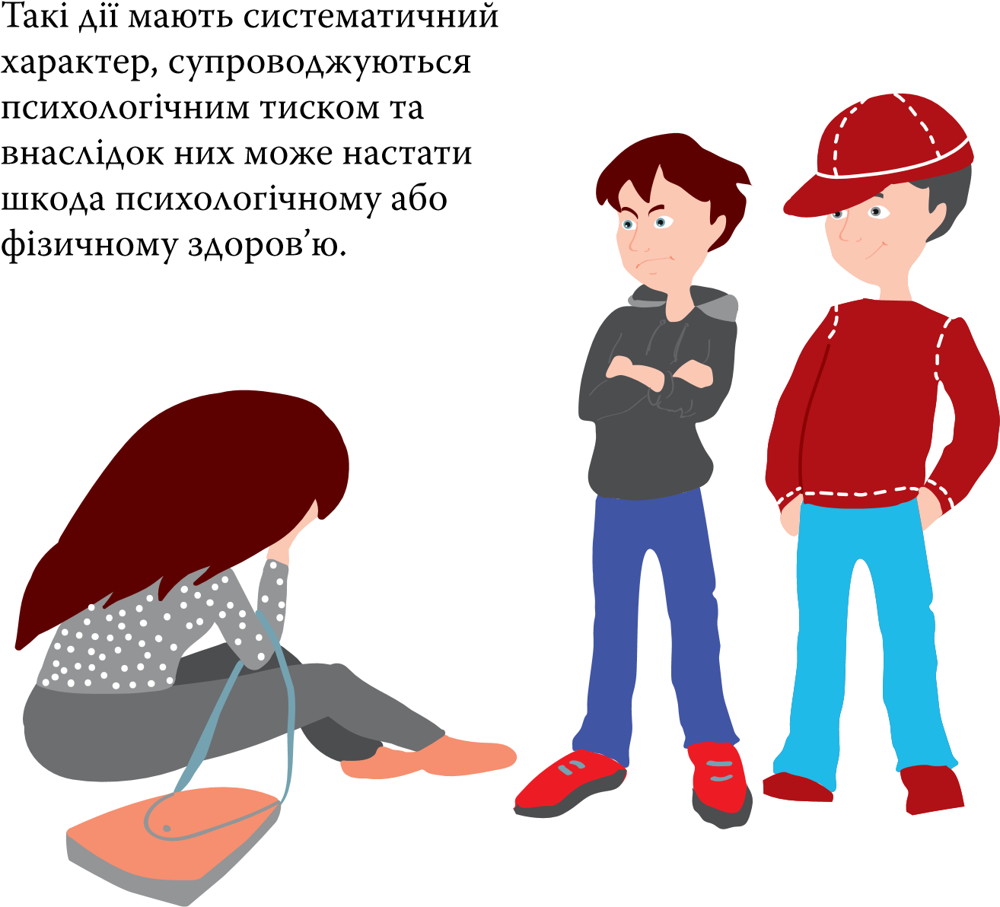 Такі дії мають систематичний
характер, супроводжуються
психологічним тиском та
внаслідок них може настати
шкода психологічному або
фізичному здоров’ю.